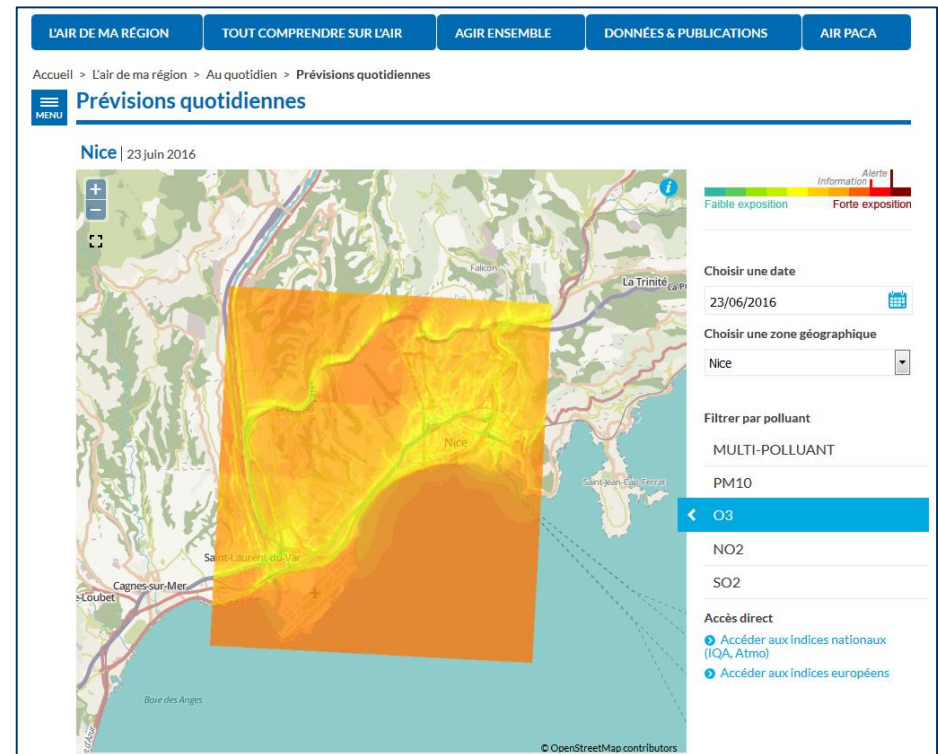 L'AIR DE MA RÉGION
TOUT COMPRENDRE SUR L'AIR
AGIR ENSEMBLE
DONNÉES & PUBLICATIONS
AIR PACA
Accueil > L'air de ma région > Au quotidien > Prévisions quotidiennes
MENU
Prévisions quotidiennes
Nice | 23 juin 2016
Alerte
Information
Faible exposition
Forte exposition
Falicon
La Trinité
Choisir une date
23/06/2016
Choisir une zone géographique
Nice
Filtrer par polluant
MULTI-POLLUANT
PM10
O3
NO2
SO2
Accès direct
Accéder aux indices nationaux
(IQA, Atmo)
Accéder aux indices européens
Nice
Saint-Jean-Cap-Ferrat
Saint-Laurent-du-Var
Cagnes-sur-Mer
e-Loubet
Baie des Anges
d'Azur
© OpenStreetMap contributors